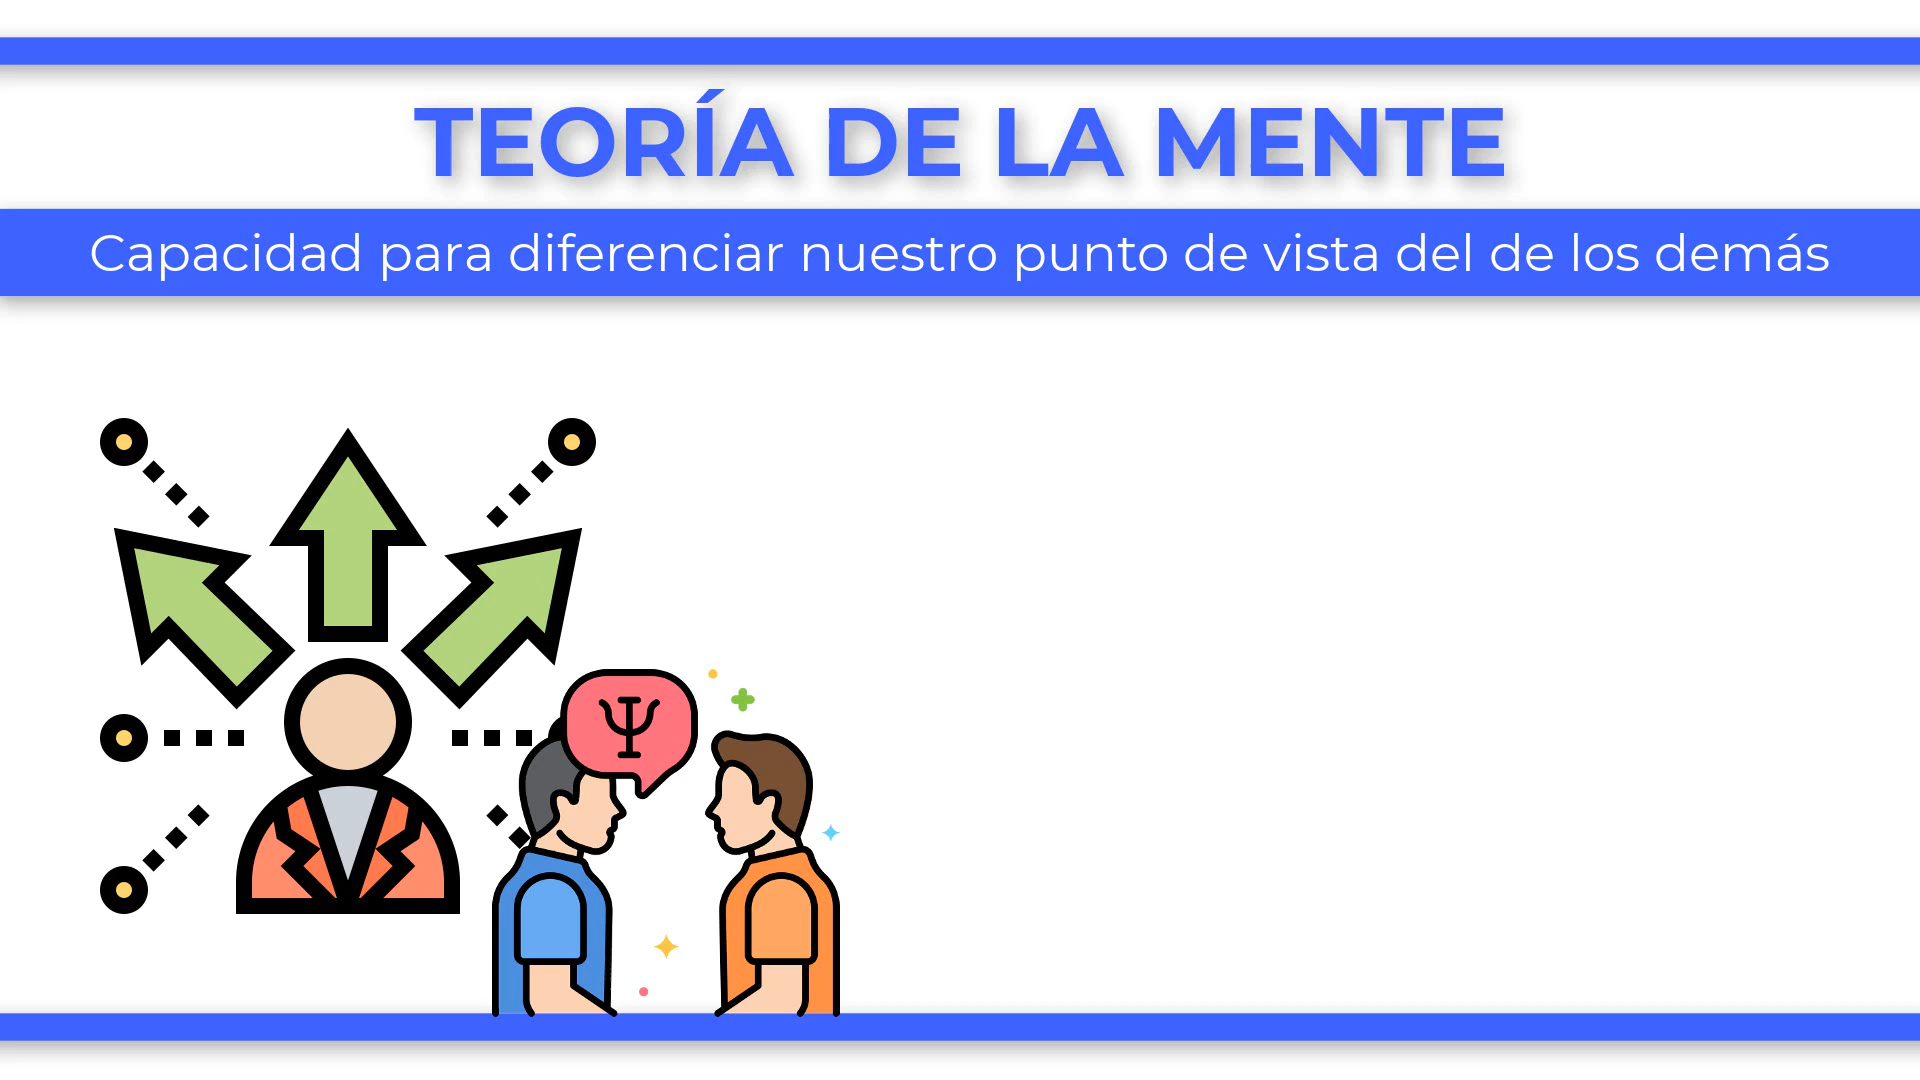 TEORÍA DE LA MENTE
Capacidad para diferenciar nuestro punto de vista del de los demás
Ψ